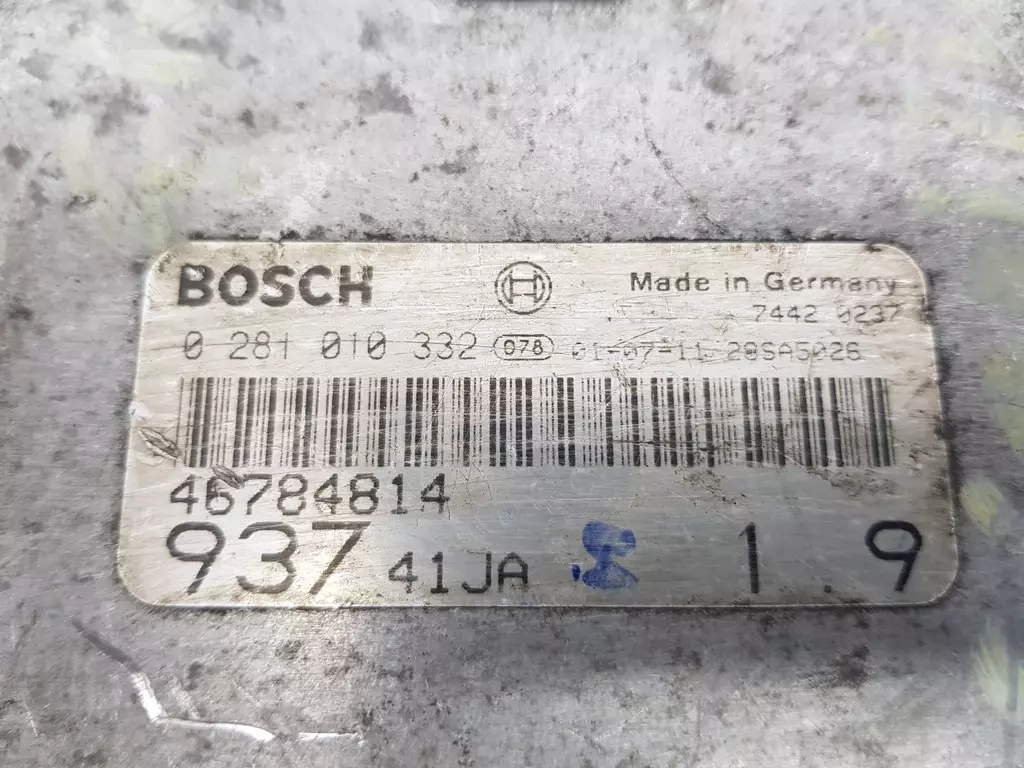 BOSCH
Made in Germany
7442 0237
0 281 010 332 078 01-07-11 28SA5026
46784814
937 41JA 1.9